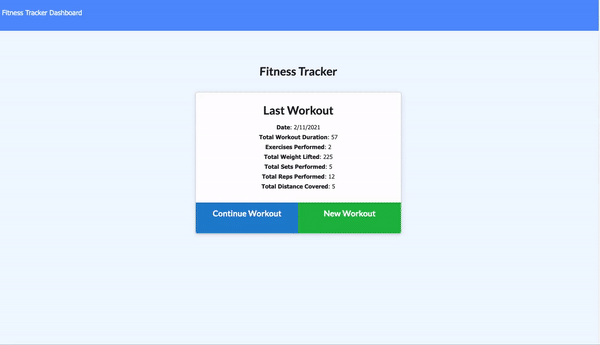 Fitness Tracker Dashboard
Fitness Tracker
Last Workout
Date: 2/11/2021
Total Workout Duration: 57
Exercises Performed: 2
Total Weight Lifted: 225
Total Sets Performed: 5
Total Reps Performed: 12
Total Distance Covered: 5
Continue Workout
New Workout